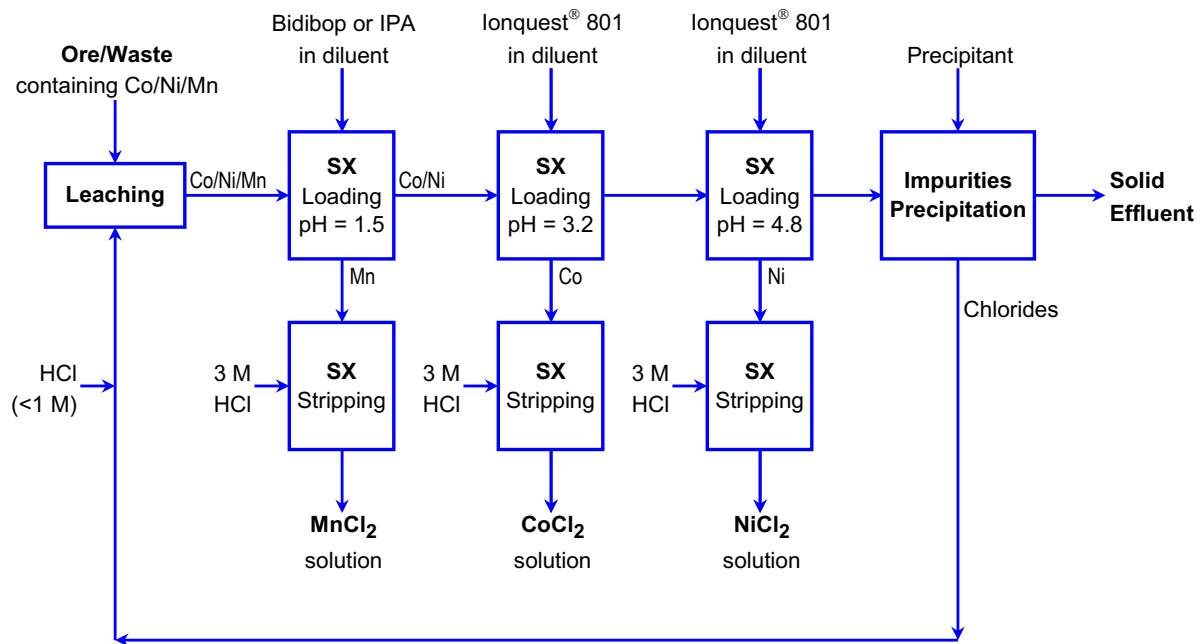 Bidibop or IPA
in diluent
Ionquest® 801
in diluent
Ionquest® 801
in diluent
Ore/Waste
containing Co/Ni/Mn
Precipitant
Leaching
Co/Ni/Mn
SX
Loading
pH = 1.5
Co/Ni
SX
Loading
pH = 3.2
SX
Loading
pH = 4.8
Impurities
Precipitation
Solid
Effluent
Mn
Co
Ni
Chlorides
HCl
(<1 M)
3 M
HCl
SX
Stripping
3 M
HCl
SX
Stripping
3 M
HCl
SX
Stripping
MnCl₂
solution
CoCl₂
solution
NiCl₂
solution